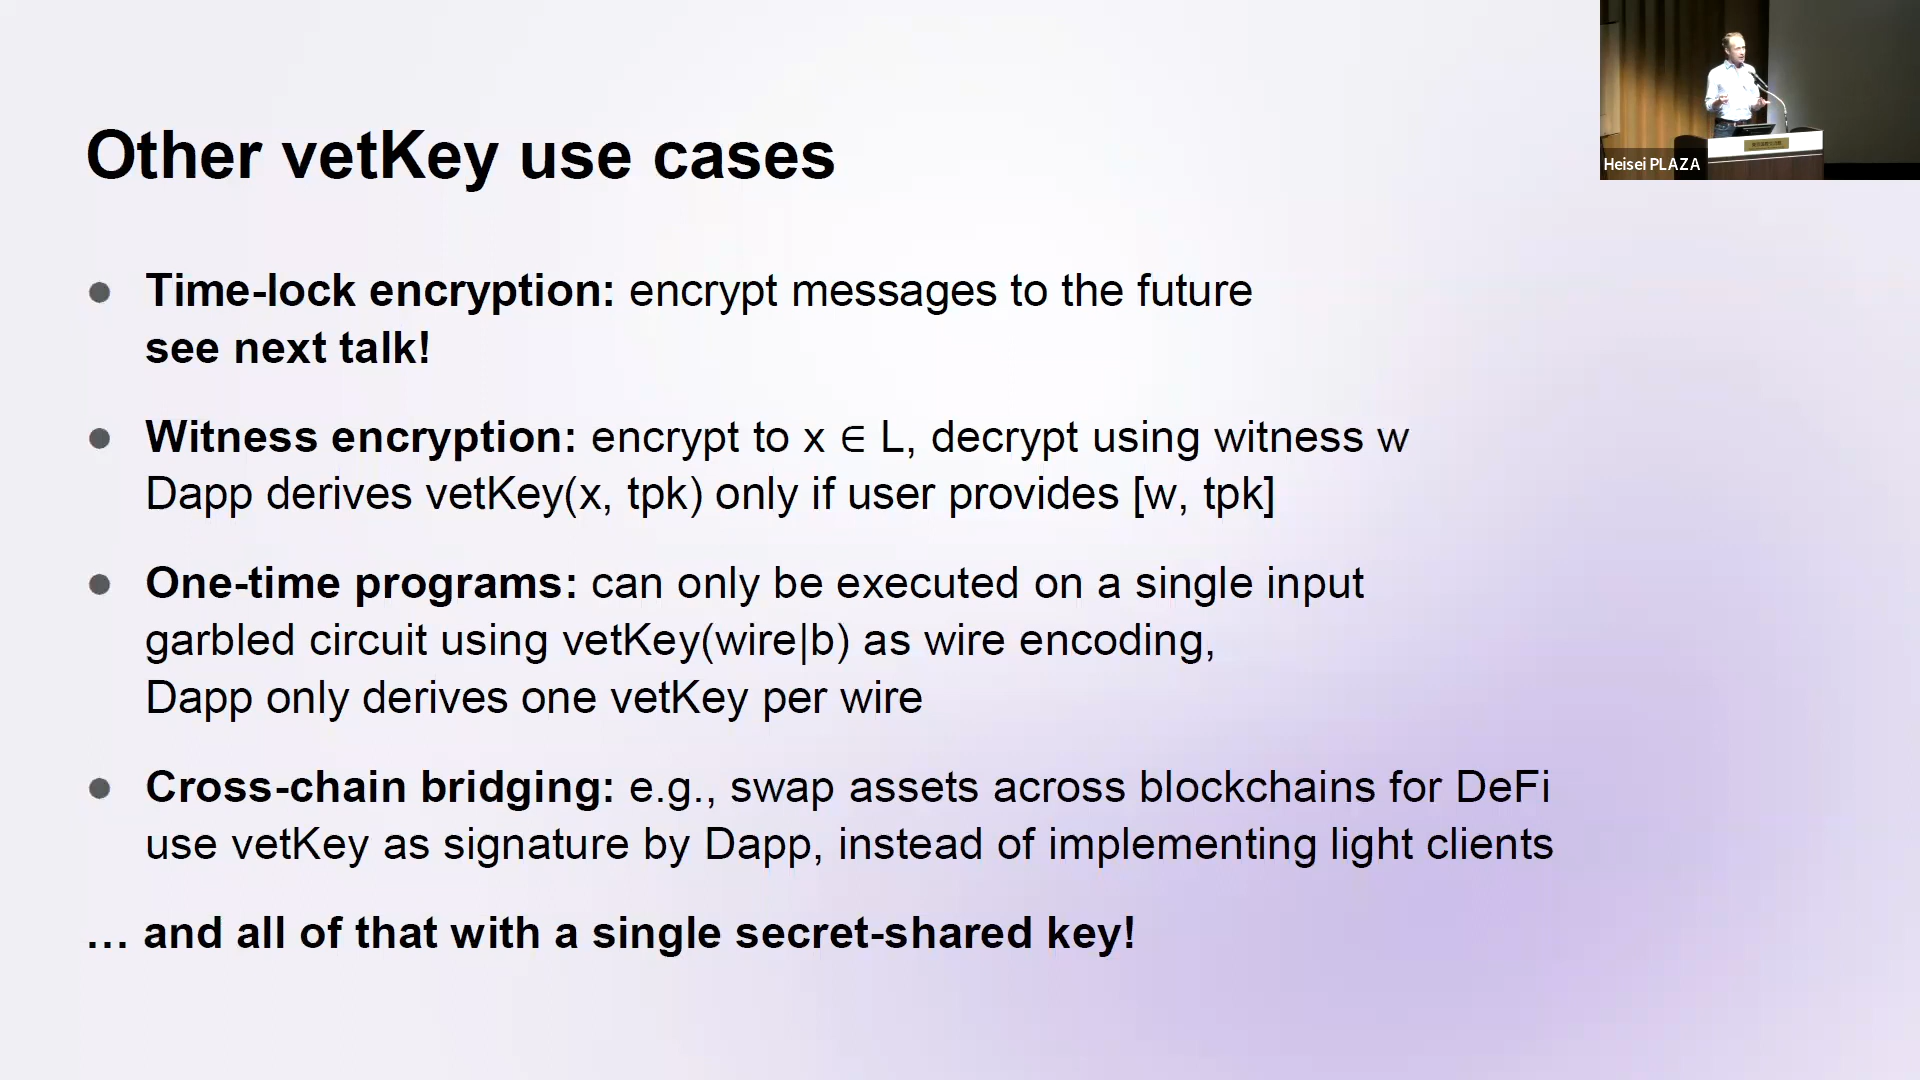 Other vetKey use cases
Heisei PLAZA
● Time-lock encryption: encrypt messages to the future
see next talk!
● Witness encryption: encrypt to x ∈ L, decrypt using witness w
Dapp derives vetKey(x, tpk) only if user provides [w, tpk]
● One-time programs: can only be executed on a single input
garbled circuit using vetKey(wire|b) as wire encoding,
Dapp only derives one vetKey per wire
● Cross-chain bridging: e.g., swap assets across blockchains for DeFi
use vetKey as signature by Dapp, instead of implementing light clients
… and all of that with a single secret-shared key!